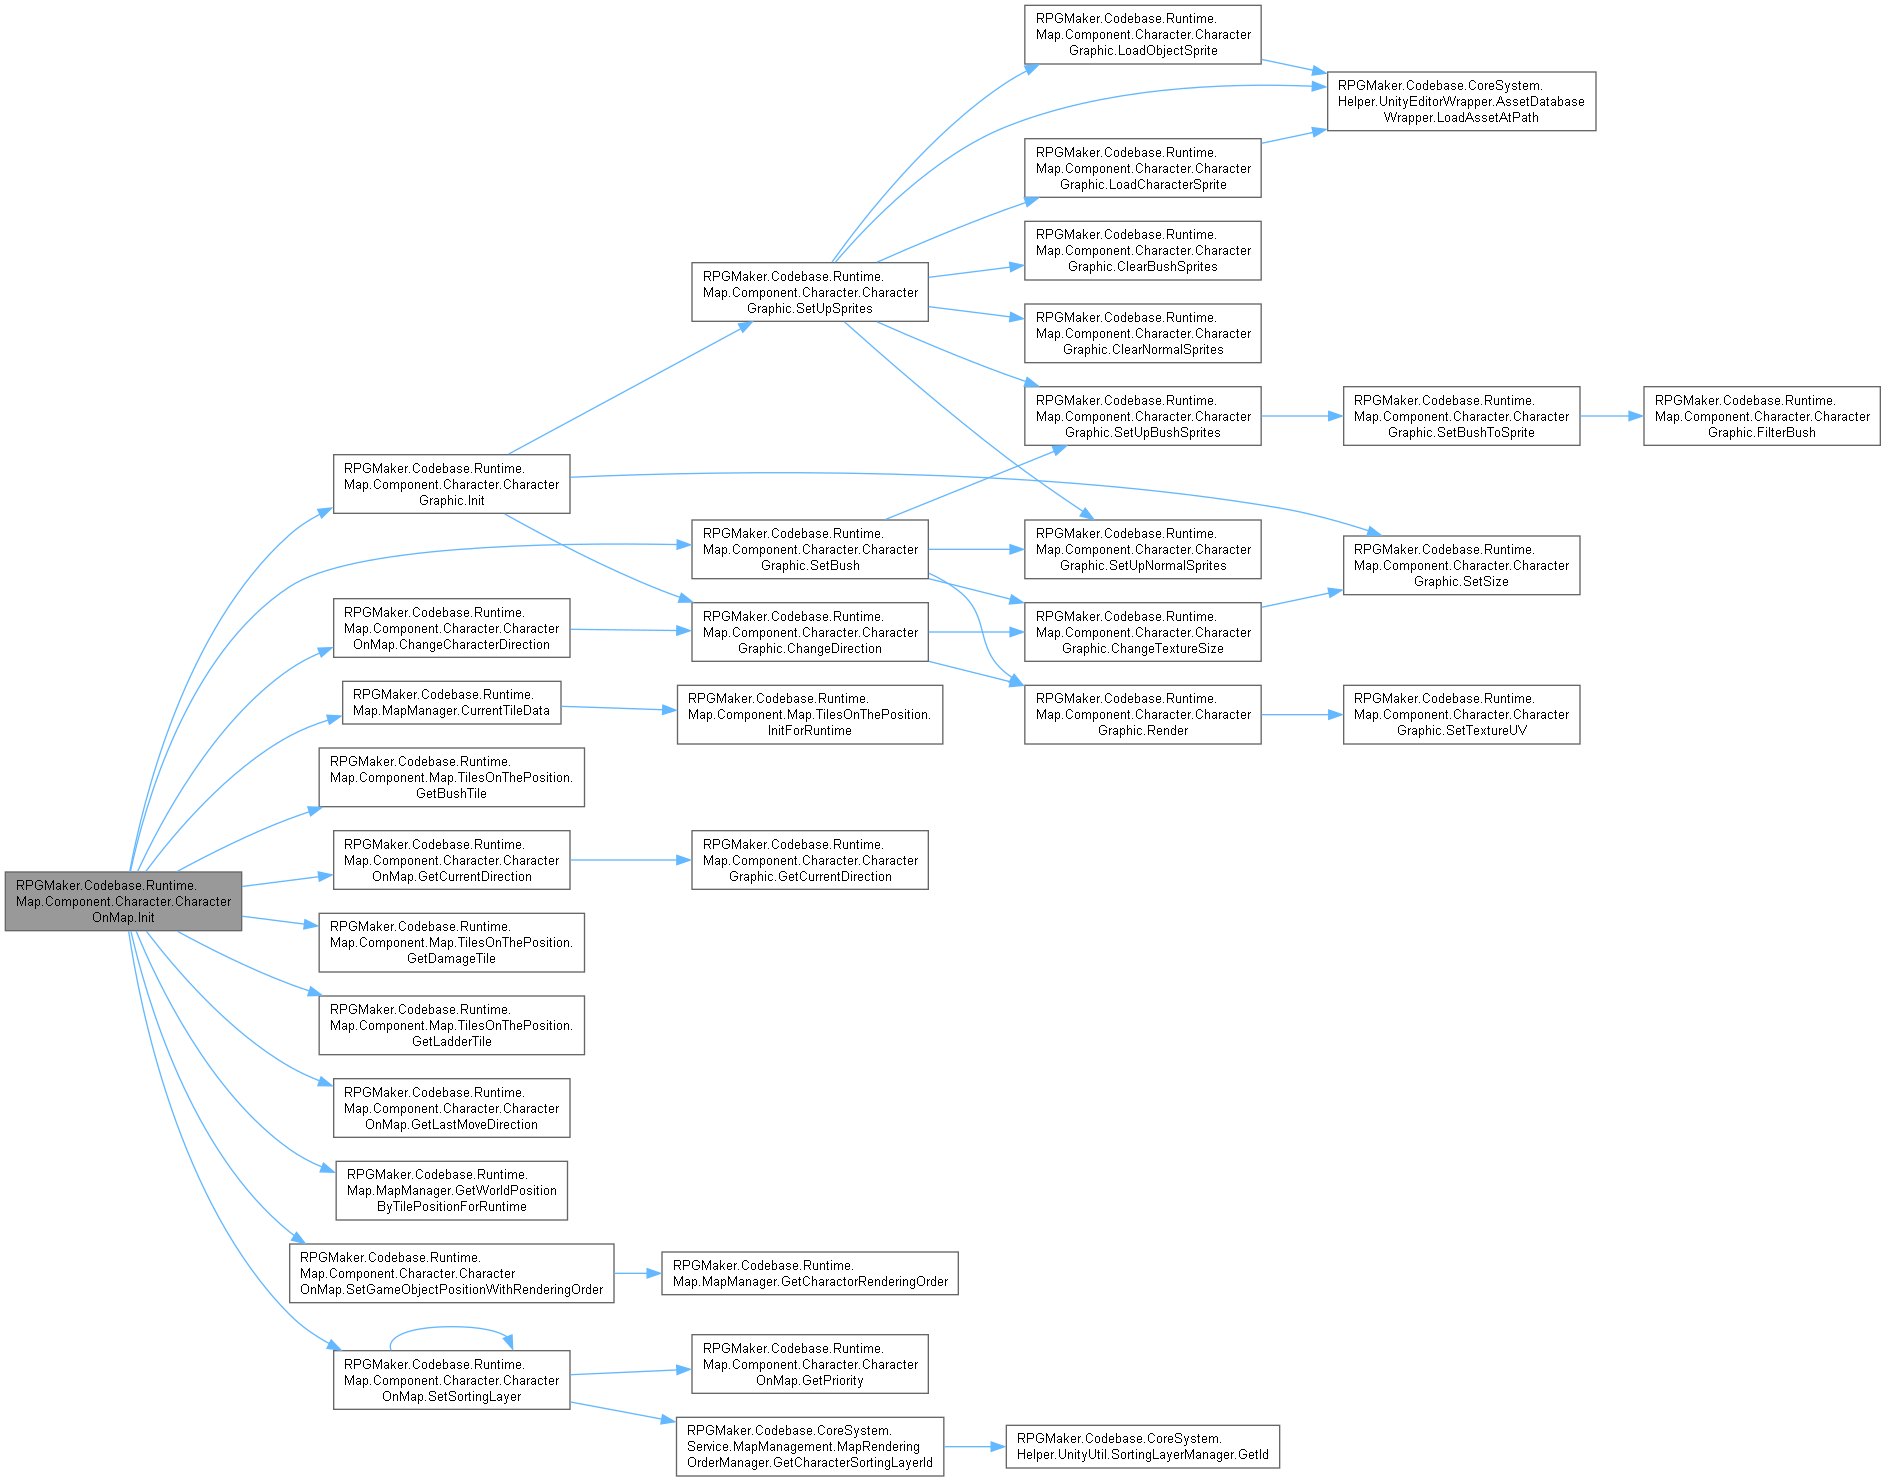 RPGMaker.Codebase.Runtime.
Map.Component.Character.Character
OnMap.Init
RPGMaker.Codebase.Runtime.
Map.Component.Character.Character
Graphic.Init
RPGMaker.Codebase.Runtime.
Map.Component.Character.Character
OnMap.ChangeCharacterDirection
RPGMaker.Codebase.Runtime.
Map.MapManager.CurrentTileData
RPGMaker.Codebase.Runtime.
Map.Component.Map.TilesOnThePosition.
GetBushTile
RPGMaker.Codebase.Runtime.
Map.Component.Character.Character
OnMap.GetCurrentDirection
RPGMaker.Codebase.Runtime.
Map.Component.Map.TilesOnThePosition.
GetDamageTile
RPGMaker.Codebase.Runtime.
Map.Component.Map.TilesOnThePosition.
GetLadderTile
RPGMaker.Codebase.Runtime.
Map.Component.Character.Character
OnMap.GetLastMoveDirection
RPGMaker.Codebase.Runtime.
Map.MapManager.GetWorldPosition
ByTilePositionForRuntime
RPGMaker.Codebase.Runtime.
Map.Component.Character.Character
OnMap.SetGameObjectPositionWithRenderingOrder
RPGMaker.Codebase.Runtime.
Map.Component.Character.Character
OnMap.SetSortingLayer
RPGMaker.Codebase.Runtime.
Map.Component.Character.Character
Graphic.SetUpSprites
RPGMaker.Codebase.Runtime.
Map.Component.Character.Character
Graphic.SetBush
RPGMaker.Codebase.Runtime.
Map.Component.Character.Character
Graphic.ChangeDirection
RPGMaker.Codebase.Runtime.
Map.Component.Map.TilesOnThePosition.
InitForRuntime
RPGMaker.Codebase.Runtime.
Map.Component.Character.Character
Graphic.GetCurrentDirection
RPGMaker.Codebase.Runtime.
Map.MapManager.GetCharactorRenderingOrder
RPGMaker.Codebase.Runtime.
Map.Component.Character.Character
OnMap.GetPriority
RPGMaker.Codebase.CoreSystem.
Service.MapManagement.MapRendering
OrderManager.GetCharacterSortingLayerId
RPGMaker.Codebase.Runtime.
Map.Component.Character.Character
Graphic.LoadObjectSprite
RPGMaker.Codebase.Runtime.
Map.Component.Character.Character
Graphic.LoadCharacterSprite
RPGMaker.Codebase.Runtime.
Map.Component.Character.Character
Graphic.ClearBushSprites
RPGMaker.Codebase.Runtime.
Map.Component.Character.Character
Graphic.ClearNormalSprites
RPGMaker.Codebase.Runtime.
Map.Component.Character.Character
Graphic.SetUpBushSprites
RPGMaker.Codebase.Runtime.
Map.Component.Character.Character
Graphic.SetUpNormalSprites
RPGMaker.Codebase.Runtime.
Map.Component.Character.Character
Graphic.ChangeTextureSize
RPGMaker.Codebase.Runtime.
Map.Component.Character.Character
Graphic.Render
RPGMaker.Codebase.CoreSystem.
Helper.UnityUtil.SortingLayerManager.GetId
RPGMaker.Codebase.CoreSystem.
Helper.UnityEditorWrapper.AssetDatabase
Wrapper.LoadAssetAtPath
RPGMaker.Codebase.Runtime.
Map.Component.Character.Character
Graphic.SetBushToSprite
RPGMaker.Codebase.Runtime.
Map.Component.Character.Character
Graphic.SetSize
RPGMaker.Codebase.Runtime.
Map.Component.Character.Character
Graphic.SetTextureUV
RPGMaker.Codebase.Runtime.
Map.Component.Character.Character
Graphic.FilterBush